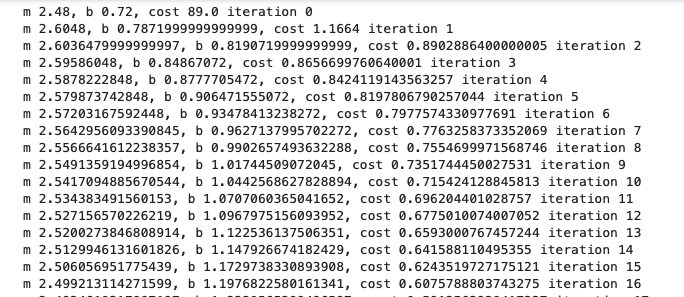 m 2.48, b 0.72, cost 89.0 iteration 0
m 2.6048, b 0.7871999999999999, cost 1.1664 iteration 1
m 2.6036479999999997, b 0.8190719999999999, cost 0.8902886400000005 iteration 2
m 2.59586048, b 0.84867072, cost 0.8656699760640001 iteration 3
m 2.5878222848, b 0.8777705472, cost 0.8424119143563257 iteration 4
m 2.579873742848, b 0.906471555072, cost 0.8197806790257044 iteration 5
m 2.57203167592448, b 0.93478413238272, cost 0.7977574330977691 iteration 6
m 2.5642956093390845, b 0.9627137995702272, cost 0.7763258373352069 iteration 7
m 2.5566641612238357, b 0.9902657493632288, cost 0.7554699971568746 iteration 8
m 2.5491359194996854, b 1.01744509072045, cost 0.7351744450027531 iteration 9
m 2.5417094885670544, b 1.0442568627828894, cost 0.715424128845813 iteration 10
m 2.534383491560153, b 1.0707060365041652, cost 0.696204401028757 iteration 11
m 2.527156570226219, b 1.0967975156093952, cost 0.6775010074007052 iteration 12
m 2.5200273846808914, b 1.122536137506351, cost 0.6593000767457244 iteration 13
m 2.5129946131601826, b 1.147926674182429, cost 0.641588110495355 iteration 14
m 2.506056951775439, b 1.1729738330893908, cost 0.6243519727175121 iteration 15
m 2.499213114271599, b 1.1976822580161341, cost 0.6075788803743275 iteration 16